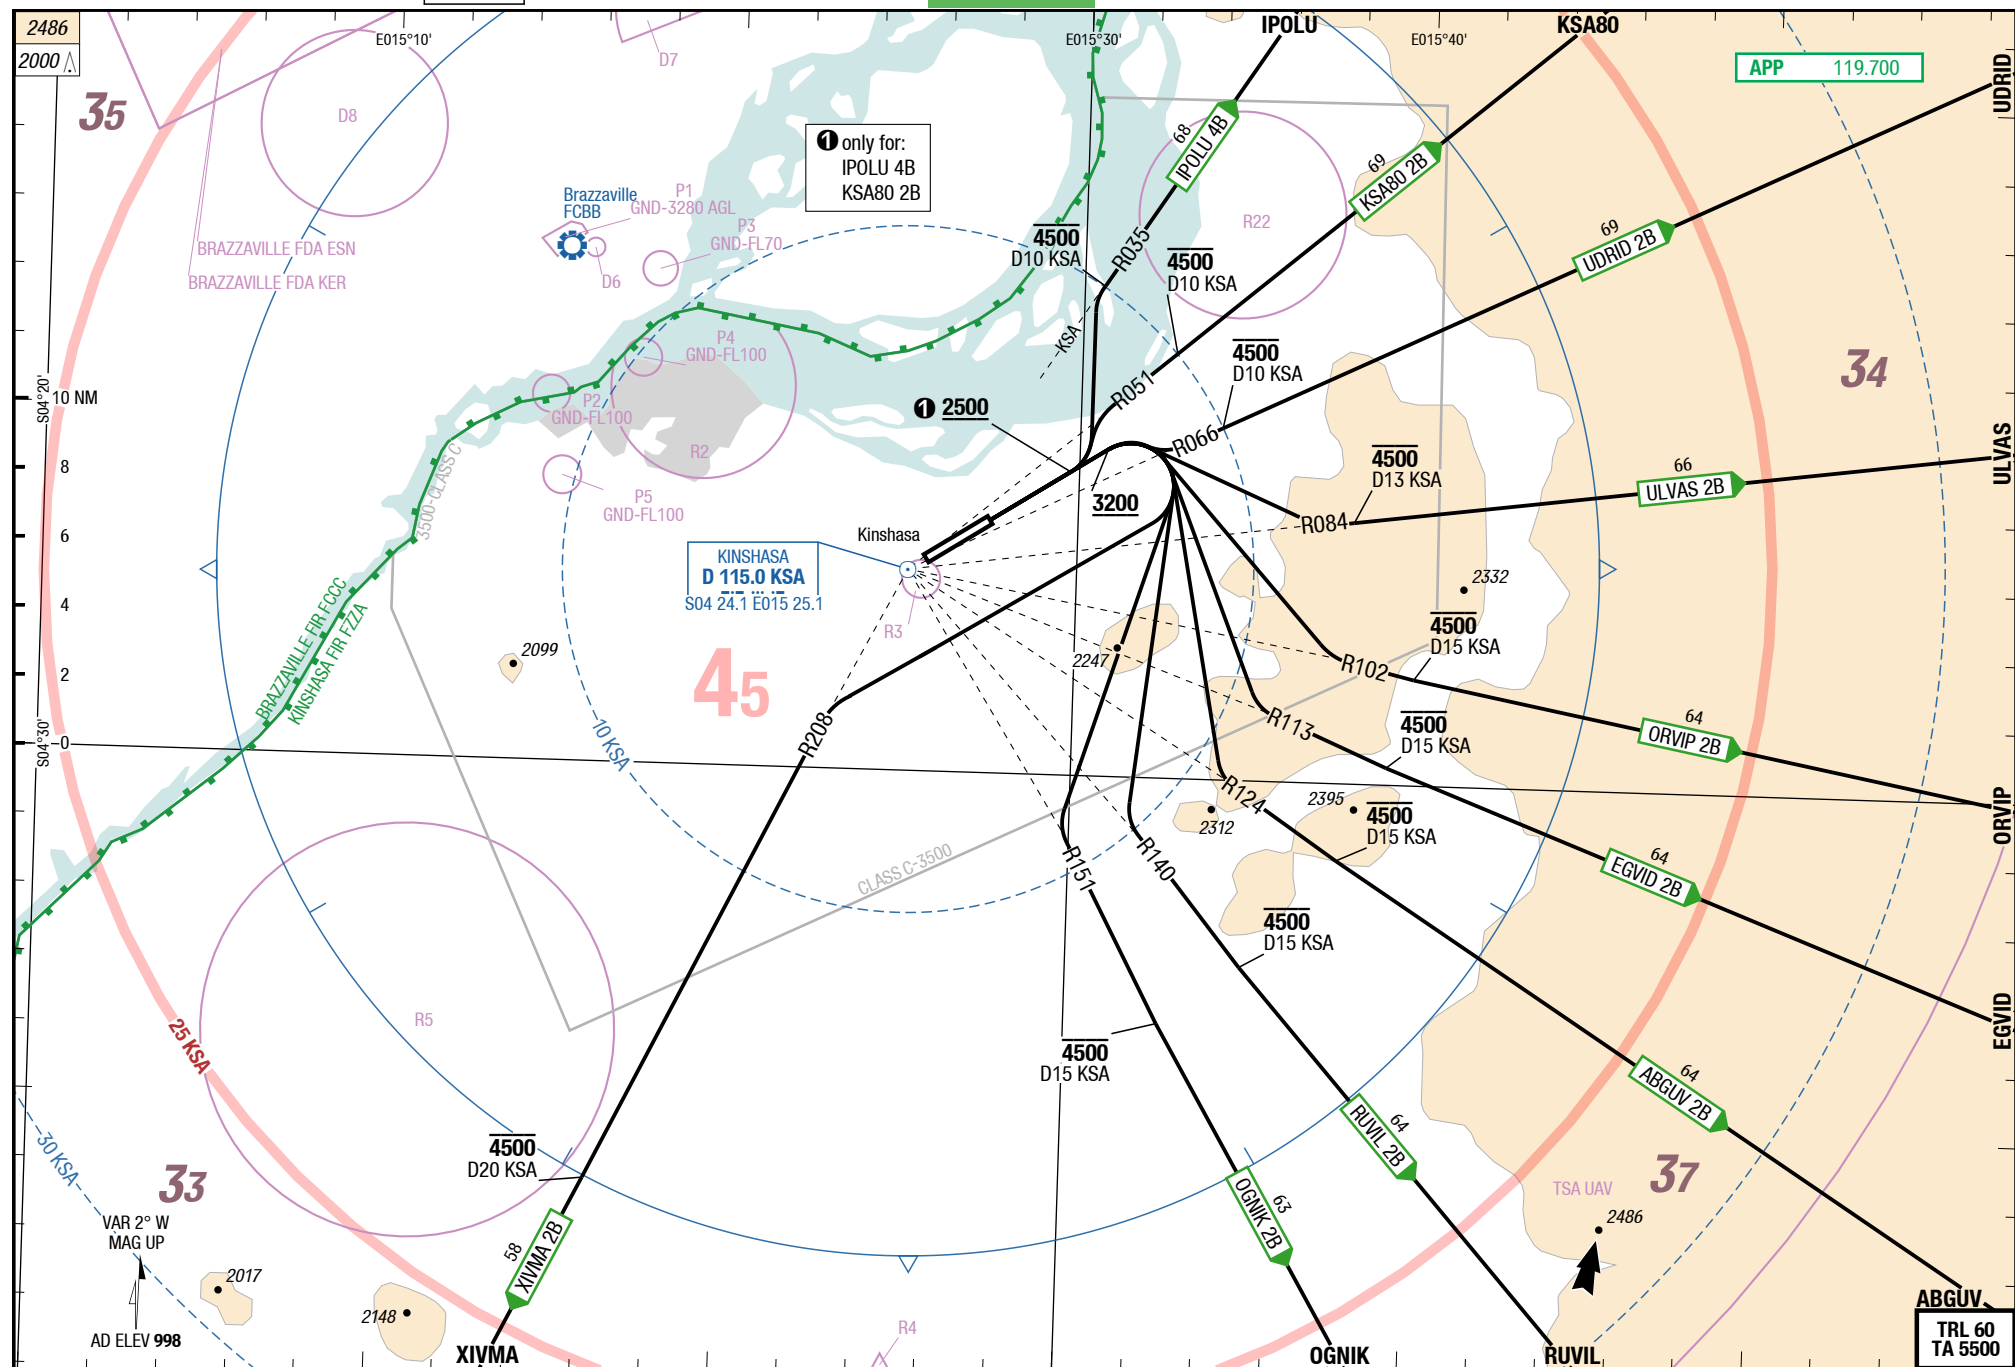 2486
2000
E015°10'
E015°30'
E015°40'
IPOLU
KSA80
UDRID
APP 119.700
D7
35
D8
❶ only for:
IPOLU 4B
KSA80 2B
68
IPOLU 4B
69
KSA80 2B
69
UDRID 2B
Brazzaville
FCBB
P1
GND-3280 AGL
P3
GND-FL70
D6
BRAZZAVILLE FDA ESN
BRAZZAVILLE FDA KER
4500
D10 KSA
R035
4500
D10 KSA
R22
KSA
P4
GND-FL100
4500
D10 KSA
34
S04°20'
10 NM
P2
GND-FL100
❶ 2500
R051
R066
R2
3500-CLASS C
8
4500
D13 KSA
66
ULVAS 2B
ULVAS
P5
GND-FL100
3200
R084
6
Kinshasa
KINSHASA
D 115.0 KSA
S04 24.1 E015 25.1
2332
4
BRAZZAVILLE FIR FCCC
KINSHASA FIR FZZA
R3
4500
D15 KSA
2099
2247
R102
2
45
R208
R113
4500
D15 KSA
64
ORVIP 2B
S04°30'
0
10 KSA
R124
2312
2395
4500
D15 KSA
ORVIP
R151
R140
CLASS C-3500
64
EGVID 2B
4500
D15 KSA
R5
25 KSA
EGVID
4500
D15 KSA
64
ABGUV 2B
64
RUVIL 2B
30 KSA
4500
D20 KSA
33
TSA UAV
37
63
OGNIK 2B
2486
VAR 2° W
MAG UP
58
XIVMA 2B
2017
2148
AD ELEV 998
R4
ABGUV
TRL 60
TA 5500
XIVMA
OGNIK
RUVIL